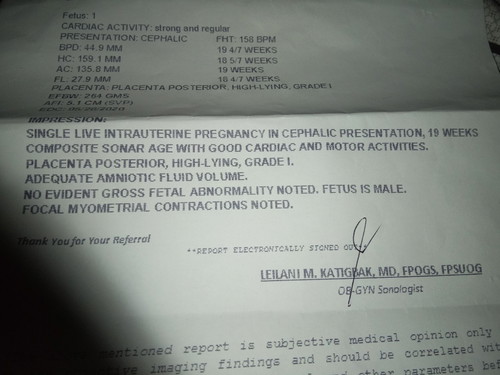 Fetus: 1
CARDIAC ACTIVITY: strong and regular
PRESENTATION: CEPHALIC FHT: 158 BPM
BPD: 44.9 MM 19 4/7 WEEKS
HC: 159.1 MM 18 5/7 WEEKS
AC: 135.8 MM 19 WEEKS
FL: 27.9 MM 18 4/7 WEEKS
PLACENTA: PLACENTA POSTERIOR, HIGH-LYING, GRADE I
EFBW: 264 GMS
AFI: 5.1 CM (SVP)
IMPRESSION:
SINGLE LIVE INTRAUTERINE PREGNANCY IN CEPHALIC PRESENTATION, 19 WEEKS
COMPOSITE SONAR AGE WITH GOOD CARDIAC AND MOTOR ACTIVITIES.
PLACENTA POSTERIOR, HIGH-LYING, GRADE I.
ADEQUATE AMNIOTIC FLUID VOLUME.
NO EVIDENT GROSS FETAL ABNORMALITY NOTED. FETUS IS MALE.
FOCAL MYOMETRIAL CONTRACTIONS NOTED.
Thank You for Your Referral
**REPORT ELECTRONICALLY SIGNED
LEILANI M. KATIGBAK, MD, FPOGS, FPSUOG
OB-GYN Sonologist
report is subjective medical opinion only
imaging findings and should be correlated
other parameters